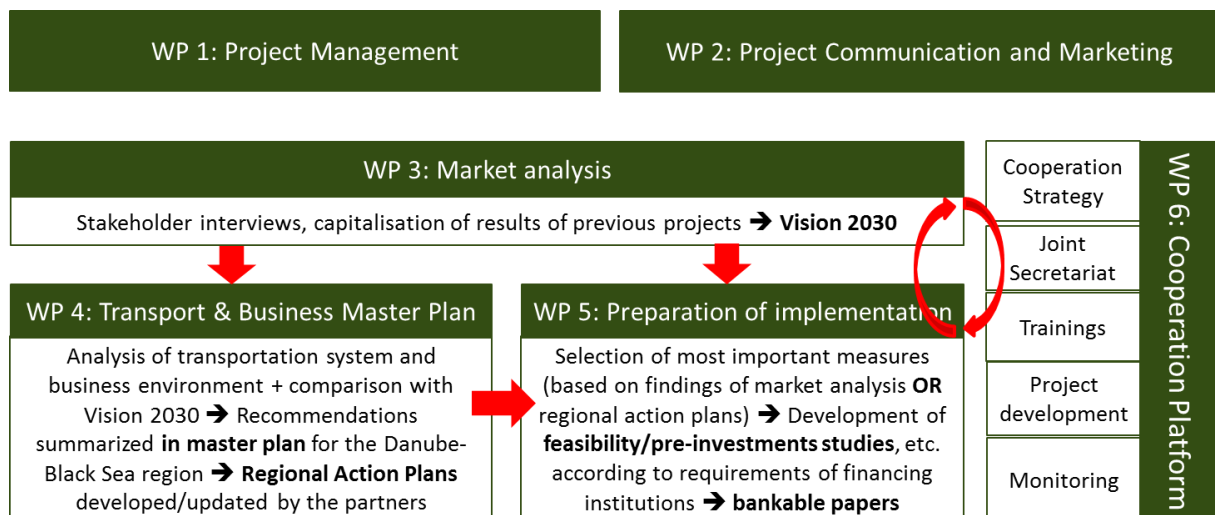 WP 1: Project Management
WP 2: Project Communication and Marketing
WP 3: Market analysis
Stakeholder interviews, capitalisation of results of previous projects ➔ Vision 2030
WP 4: Transport & Business Master Plan
Analysis of transportation system and
business environment + comparison with
Vision 2030 ➔ Recommendations
summarized in master plan for the Danube-
Black Sea region ➔ Regional Action Plans
developed/updated by the partners
WP 5: Preparation of implementation
Selection of most important measures
(based on findings of market analysis OR
regional action plans) ➔ Development of
feasibility/pre-investments studies, etc.
according to requirements of financing
institutions ➔ bankable papers
Cooperation
Strategy
Joint
Secretariat
Trainings
Project
development
Monitoring
WP 6: Cooperation Platform